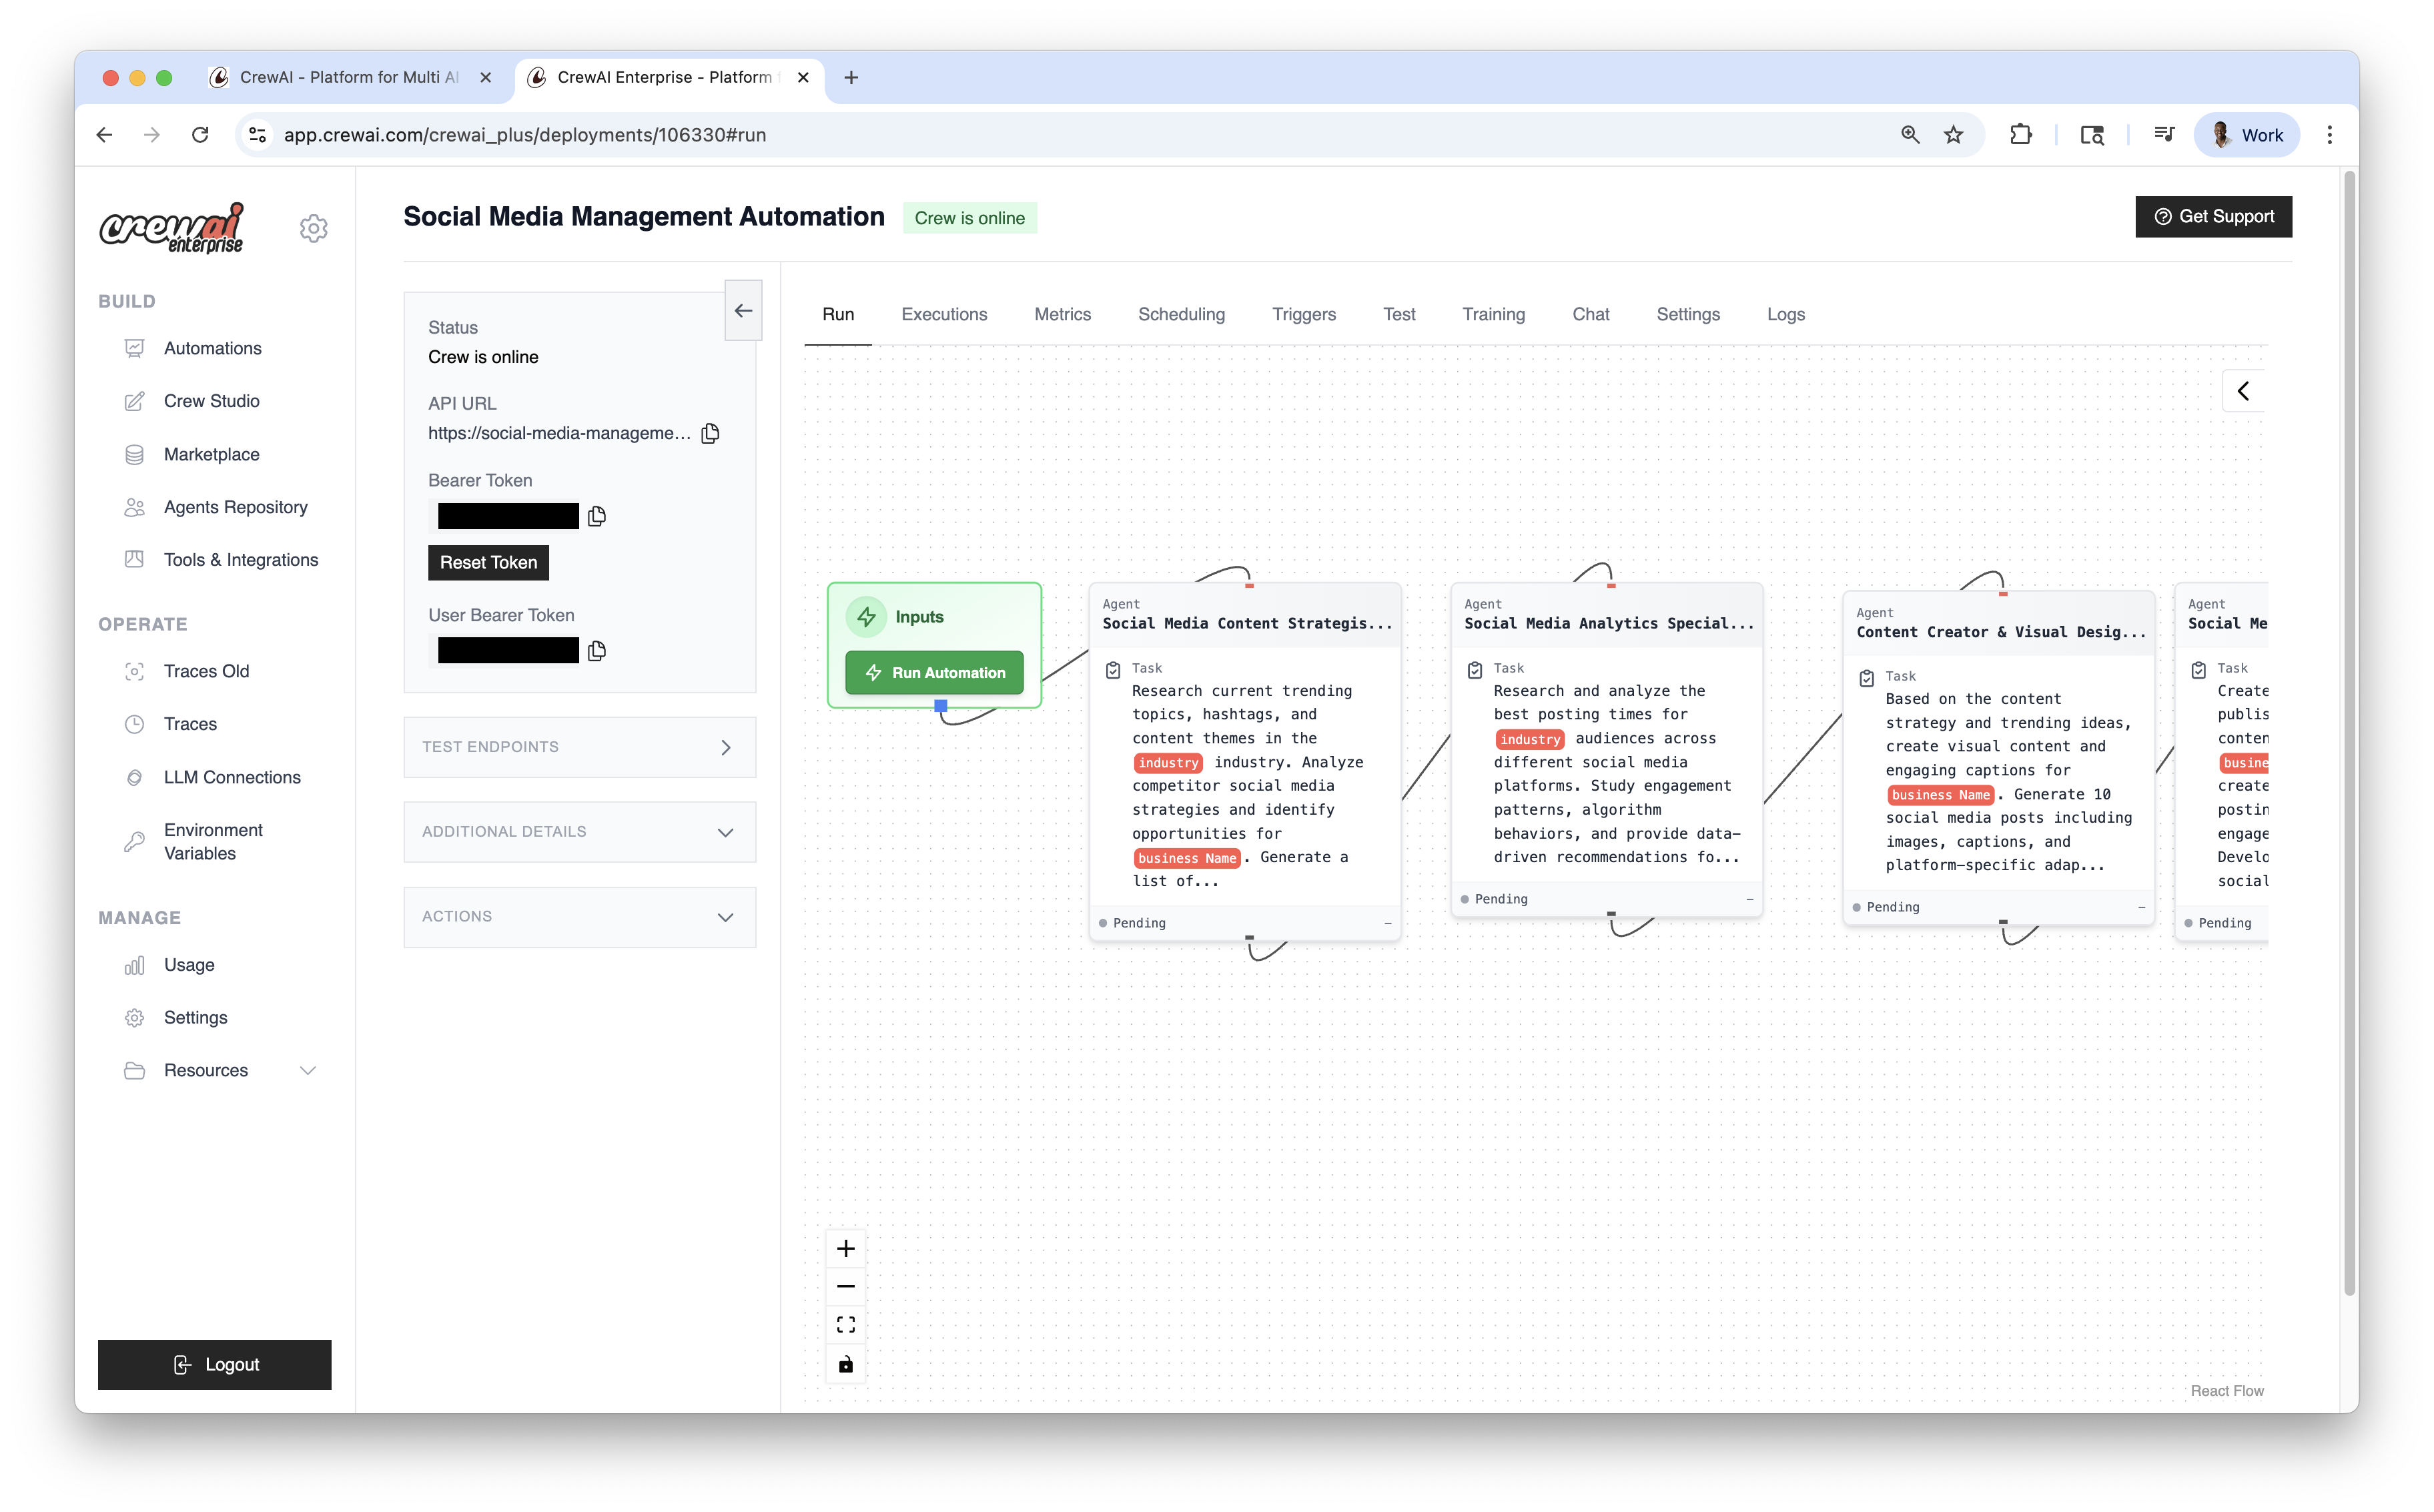 CrewAI - Platform for Multi AI
CrewAI Enterprise - Platform
app.crewai.com/crewai_plus/deployments/106330#run
Work
crewai
enterprise
Social Media Management Automation
Crew is online
Get Support
BUILD
Automations
Crew Studio
Marketplace
Agents Repository
Tools & Integrations
OPERATE
Traces Old
Traces
LLM Connections
Environment
Variables
MANAGE
Usage
Settings
Resources
Logout
Status
Crew is online
API URL
https://social-media-manageme...
Bearer Token
Reset Token
User Bearer Token
TEST ENDPOINTS
ADDITIONAL DETAILS
ACTIONS
Run
Executions
Metrics
Scheduling
Triggers
Test
Training
Chat
Settings
Logs
Inputs
Run Automation
Agent
Social Media Content Strategis...
Task
Research current trending
topics, hashtags, and
content themes in the
industry industry. Analyze
competitor social media
strategies and identify
opportunities for
business Name. Generate a
list of...
Pending
Agent
Social Media Analytics Special...
Task
Research and analyze the
best posting times for
industry audiences across
different social media
platforms. Study engagement
patterns, algorithm
behaviors, and provide data-
driven recommendations fo...
Pending
Agent
Content Creator & Visual Desig...
Task
Based on the content
strategy and trending ideas,
create visual content and
engaging captions for
business Name. Generate 10
social media posts including
images, captions, and
platform-specific adap...
Pending
Agent
Social Me
Task
Create
publis
conten
busine
create
postin
engage
Develo
social
Pending
React Flow